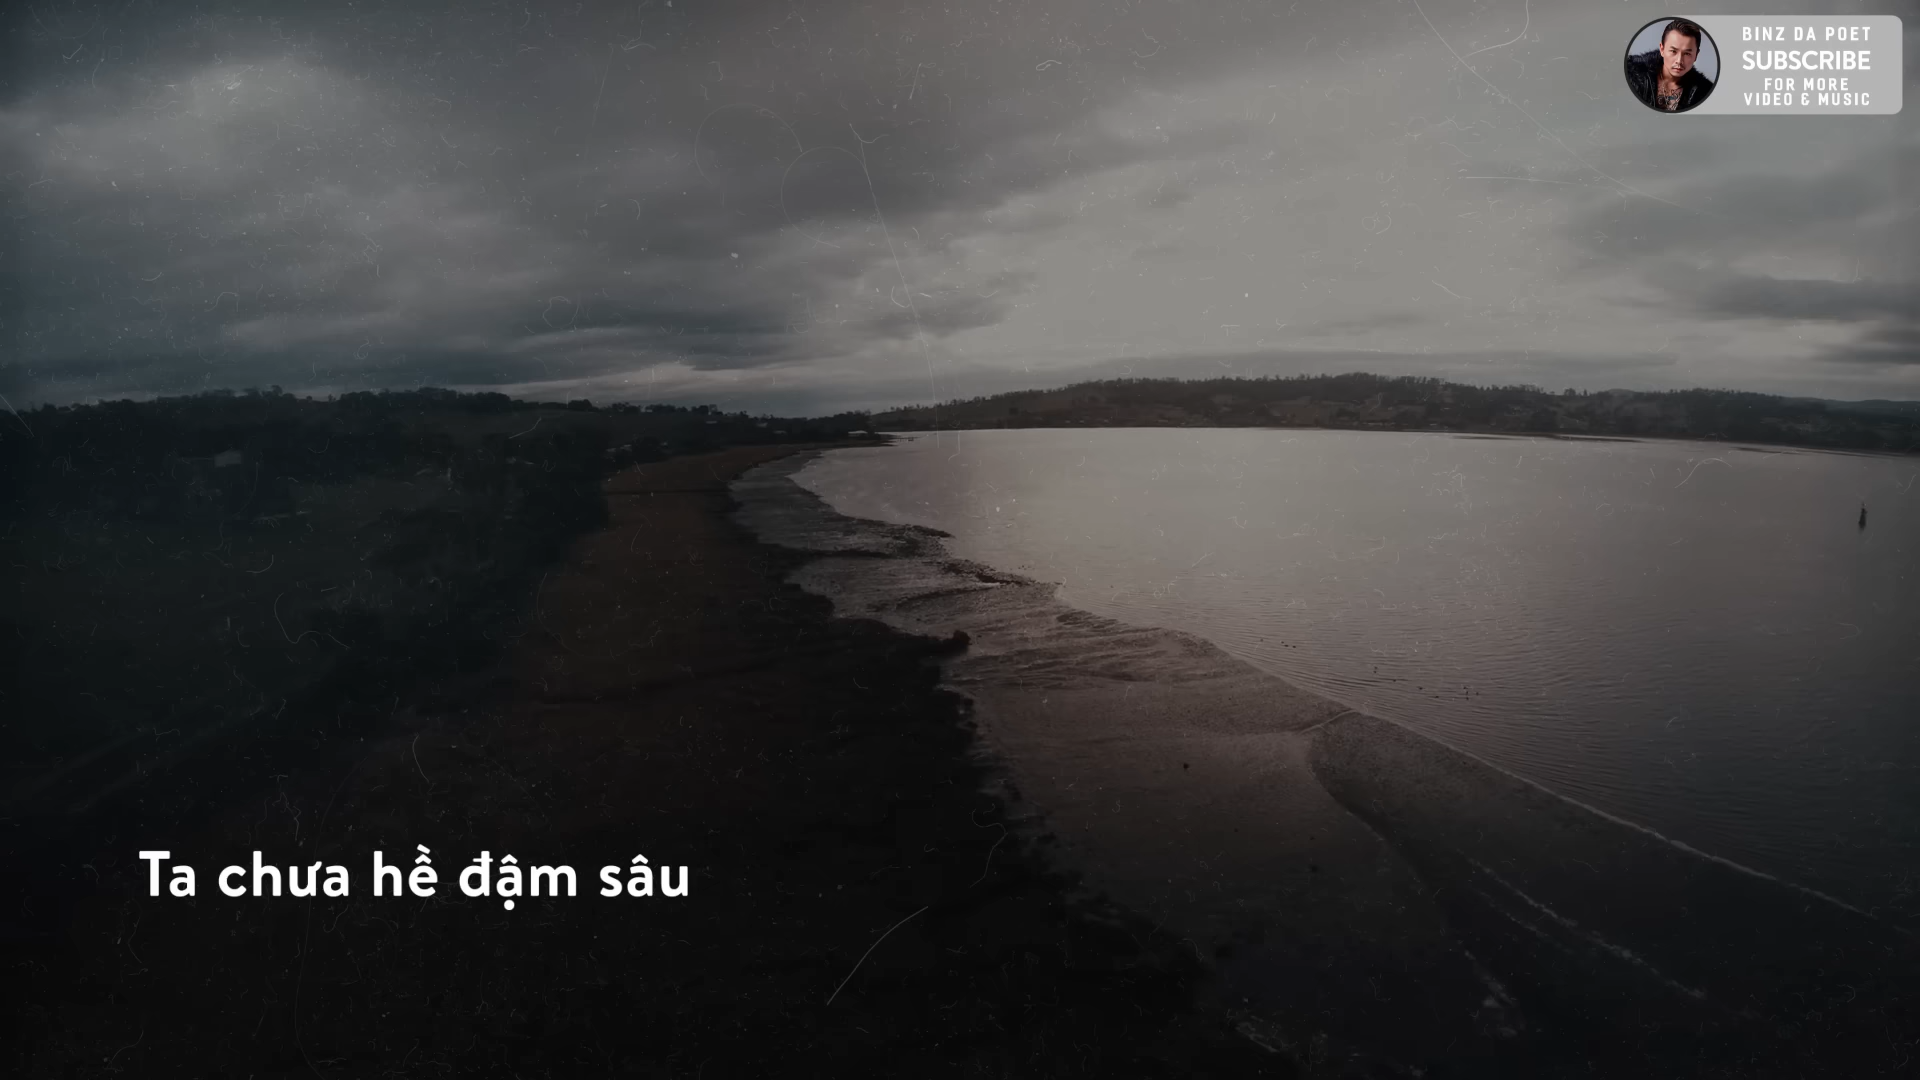 BINZ DA POET
SUBSCRIBE
FOR MORE
VIDEO & MUSIC
Ta chưa hề đậm sâu